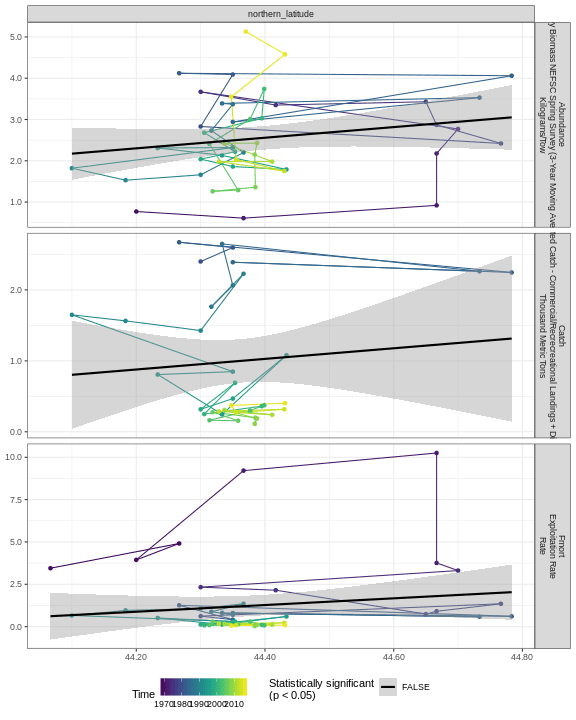 northern_latitude
5.0
4.0
3.0
2.0
1.0
Abundance
y Biomass NEFSC Spring Survey (3-Year Moving Ave
Kilograms/Tow
2.0
1.0
0.0
Catch
ted Catch - Commercial/Recreational Landings + Di
Thousand Metric Tons
10.0
7.5
5.0
2.5
0.0
Fmort
Exploitation Rate
Rate
44.20 44.40 44.60 44.80
Time
1970 1980 1990 2000 2010
Statistically significant
(p < 0.05)
FALSE